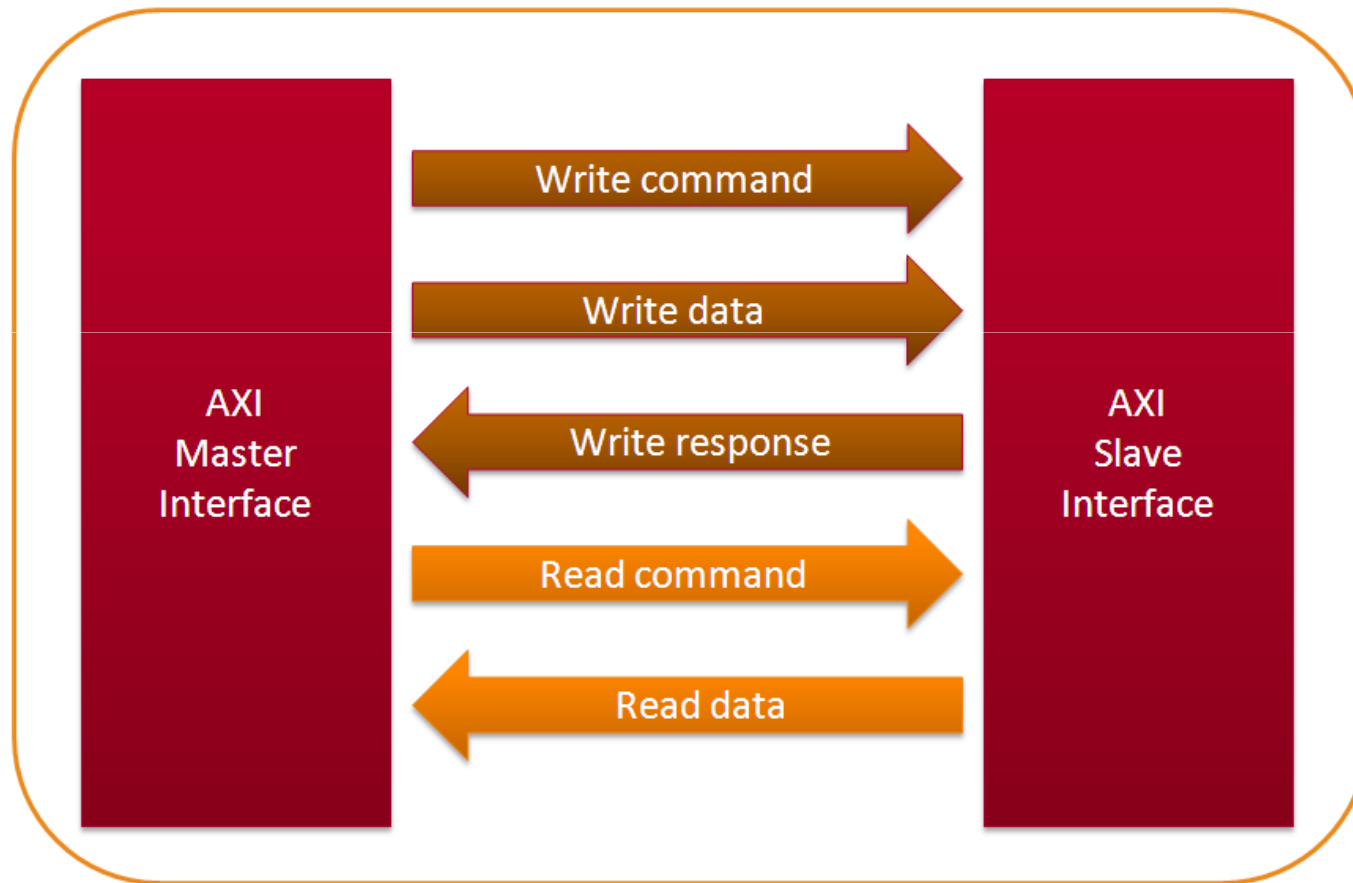 Write command
Write data
AXI
Master
Interface
Write response
AXI
Slave
Interface
Read command
Read data